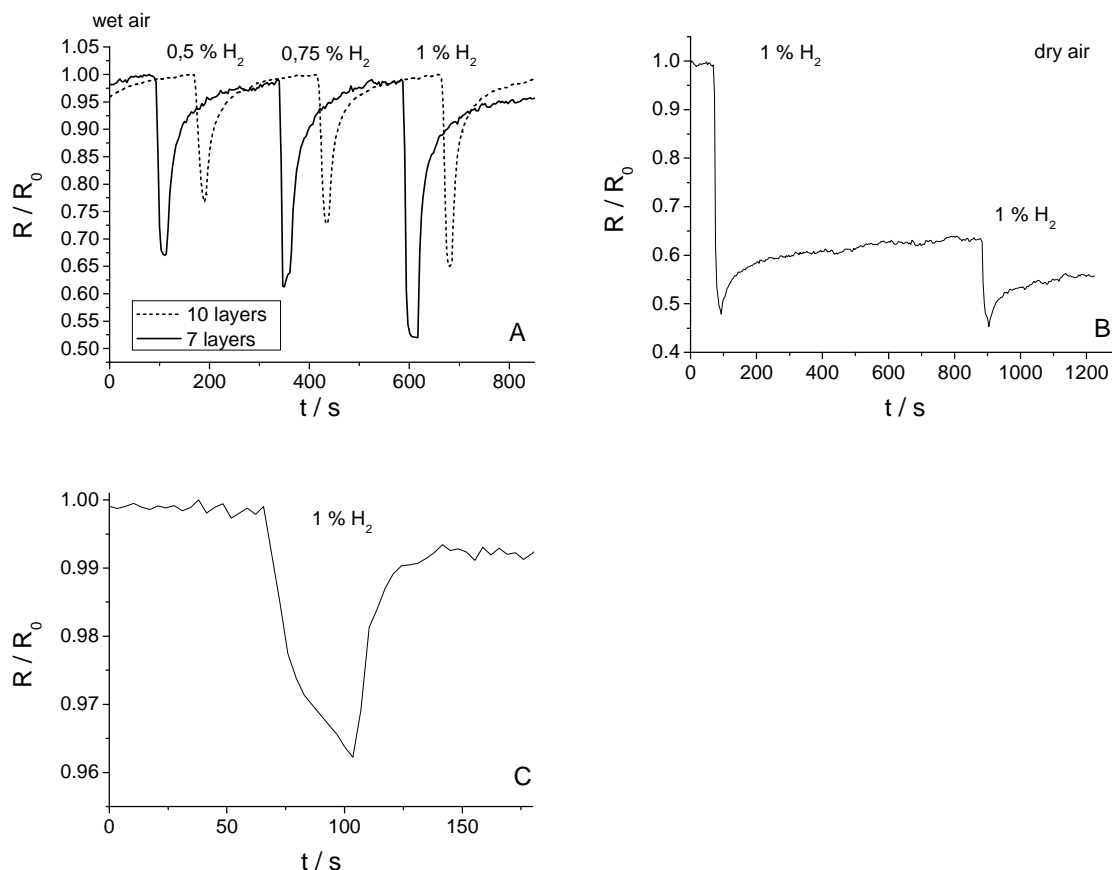 wet air
0,5 % H2 0,75 % H2 1 % H2
1.05
1.00
0.95
0.90
0.85
0.80
0.75
0.70
0.65
0.60
0.55
0.50
R / R0
10 layers
7 layers
A
0 200 400 600 800
t / s
1 % H2 dry air
1.0
0.9
0.8
0.7
0.6
0.5
0.4
R / R0
1 % H2
B
0 200 400 600 800 1000 1200
t / s
1 % H2
1.00
0.99
0.98
0.97
0.96
R / R0
C
0 50 100 150
t / s